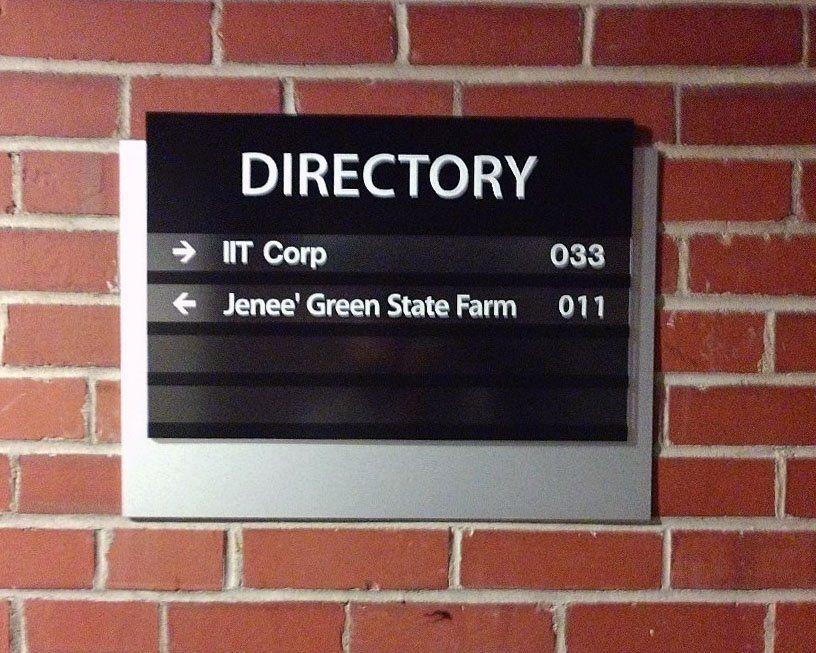 DIRECTORY
→ IIT Corp 033
← Jenee' Green State Farm 011